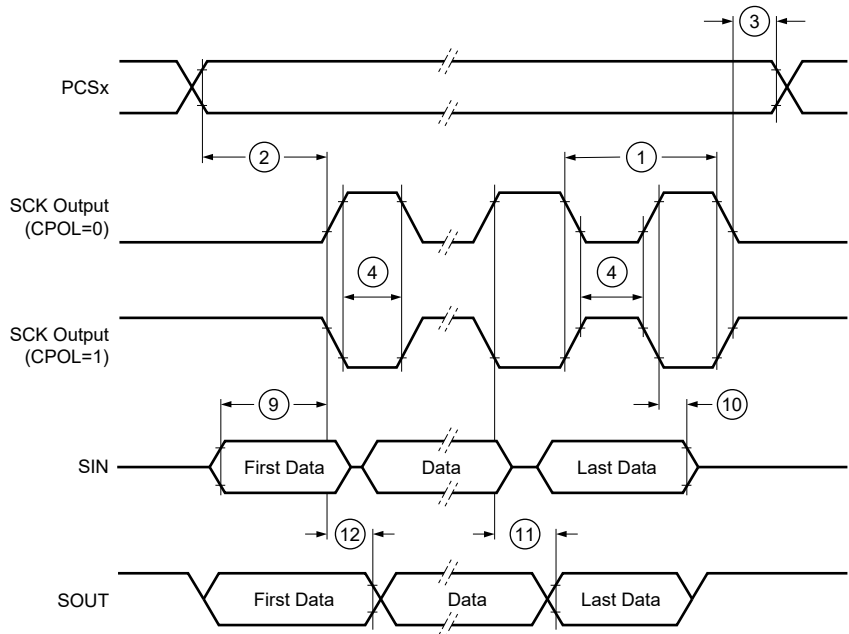 3
PCSx
2
1
SCK Output
(CPOL=0)
4
4
SCK Output
(CPOL=1)
9
10
SIN
First Data
Data
Last Data
12
11
SOUT
First Data
Data
Last Data